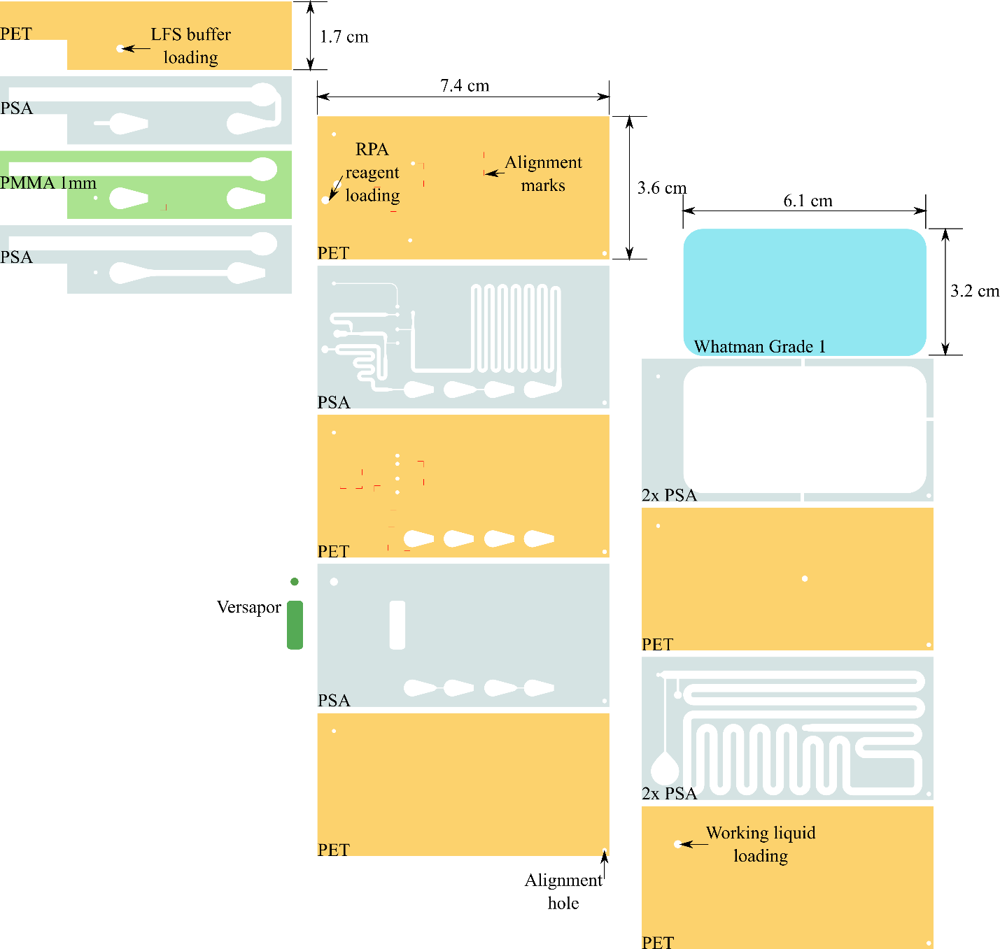 PET
LFS buffer
loading
1.7 cm
PSA
PMMA 1mm
PSA
7.4 cm
RPA
reagent
loading
Alignment
marks
3.6 cm
PET
PSA
PET
Versapor
PSA
PET
Alignment
hole
6.1 cm
3.2 cm
Whatman Grade 1
2x PSA
PET
2x PSA
Working liquid
loading
PET